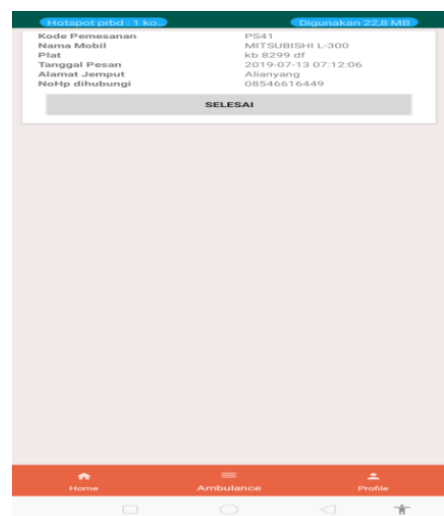 Hotspot prbd : 1 ko... Digunakan 22,8 MB
Kode Pemesanan PS41
Nama Mobil MITSUBISHI L-300
Plat kb 8299 df
Tanggal Pesan 2019-07-13 07:12:06
Alamat Jemput Alianyang
NoHp dihubungi 08546616449
SELESAI
Home Ambulance Profile